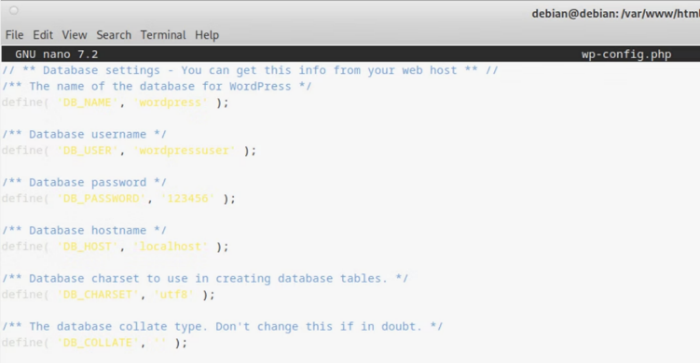 debian@debian: /var/www/html
File Edit View Search Terminal Help
GNU nano 7.2 wp-config.php
// ** Database settings - You can get this info from your web host ** //
/** The name of the database for WordPress */
define( 'DB_NAME', 'wordpress' );
/** Database username */
define( 'DB_USER', 'wordpressuser' );
/** Database password */
define( 'DB_PASSWORD', '123456' );
/** Database hostname */
define( 'DB_HOST', 'localhost' );
/** Database charset to use in creating database tables. */
define( 'DB_CHARSET', 'utf8' );
/** The database collate type. Don't change this if in doubt. */
define( 'DB_COLLATE', '' );